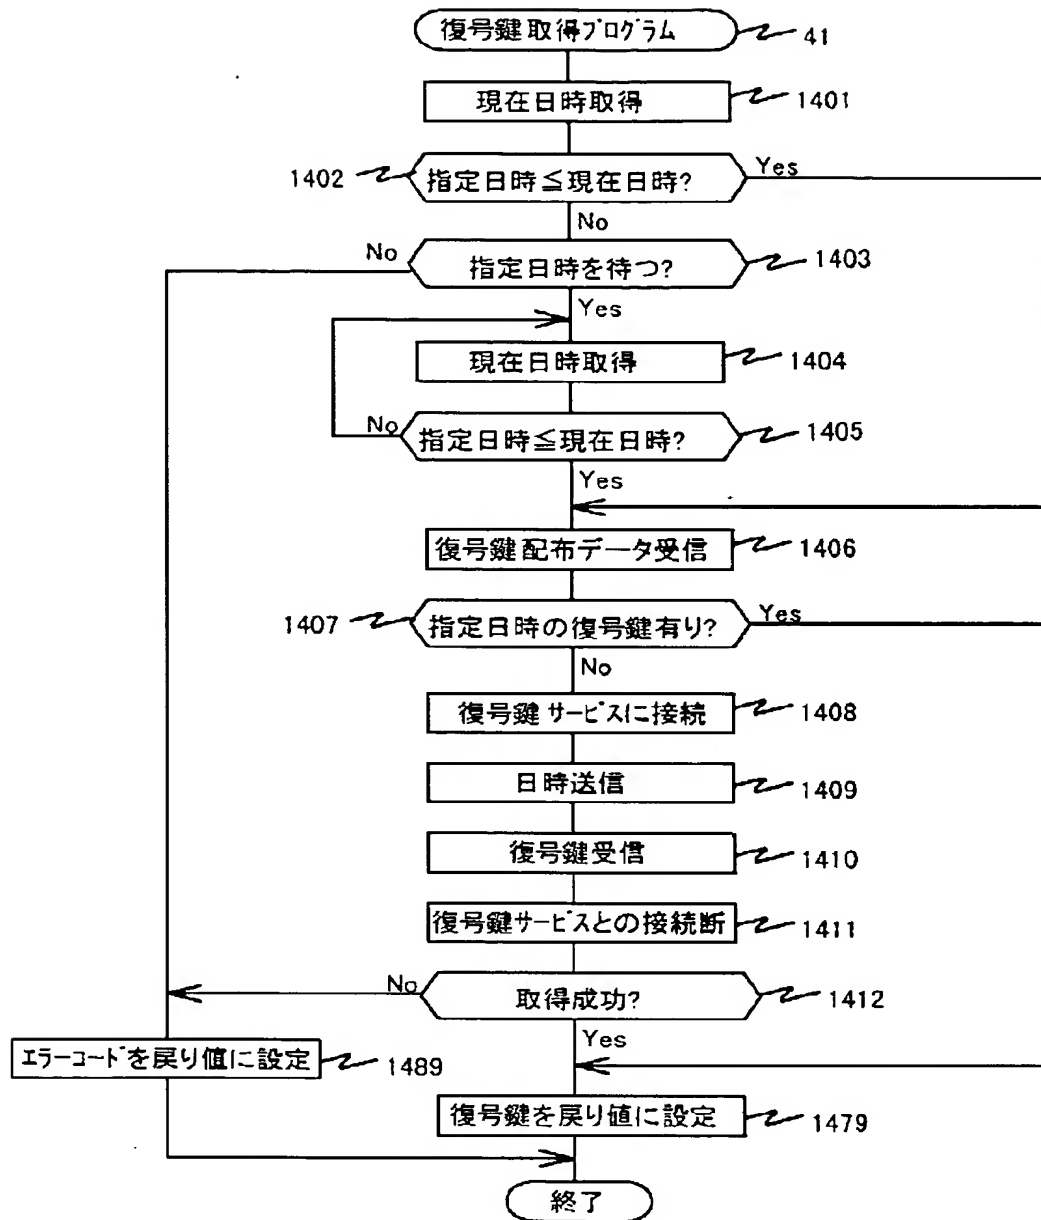 復号鍵取得プログラム 41
現在日時取得 1401
1402 指定日時≦現在日時? Yes
No
No 指定日時を待つ? 1403
Yes
現在日時取得 1404
No 指定日時≦現在日時? 1405
Yes
復号鍵配布データ受信 1406
1407 指定日時の復号鍵有り? Yes
No
復号鍵サービスに接続 1408
日時送信 1409
復号鍵受信 1410
復号鍵サービスとの接続断 1411
No 取得成功? 1412
Yes
エラーコードを戻り値に設定 1489
復号鍵を戻り値に設定 1479
終了